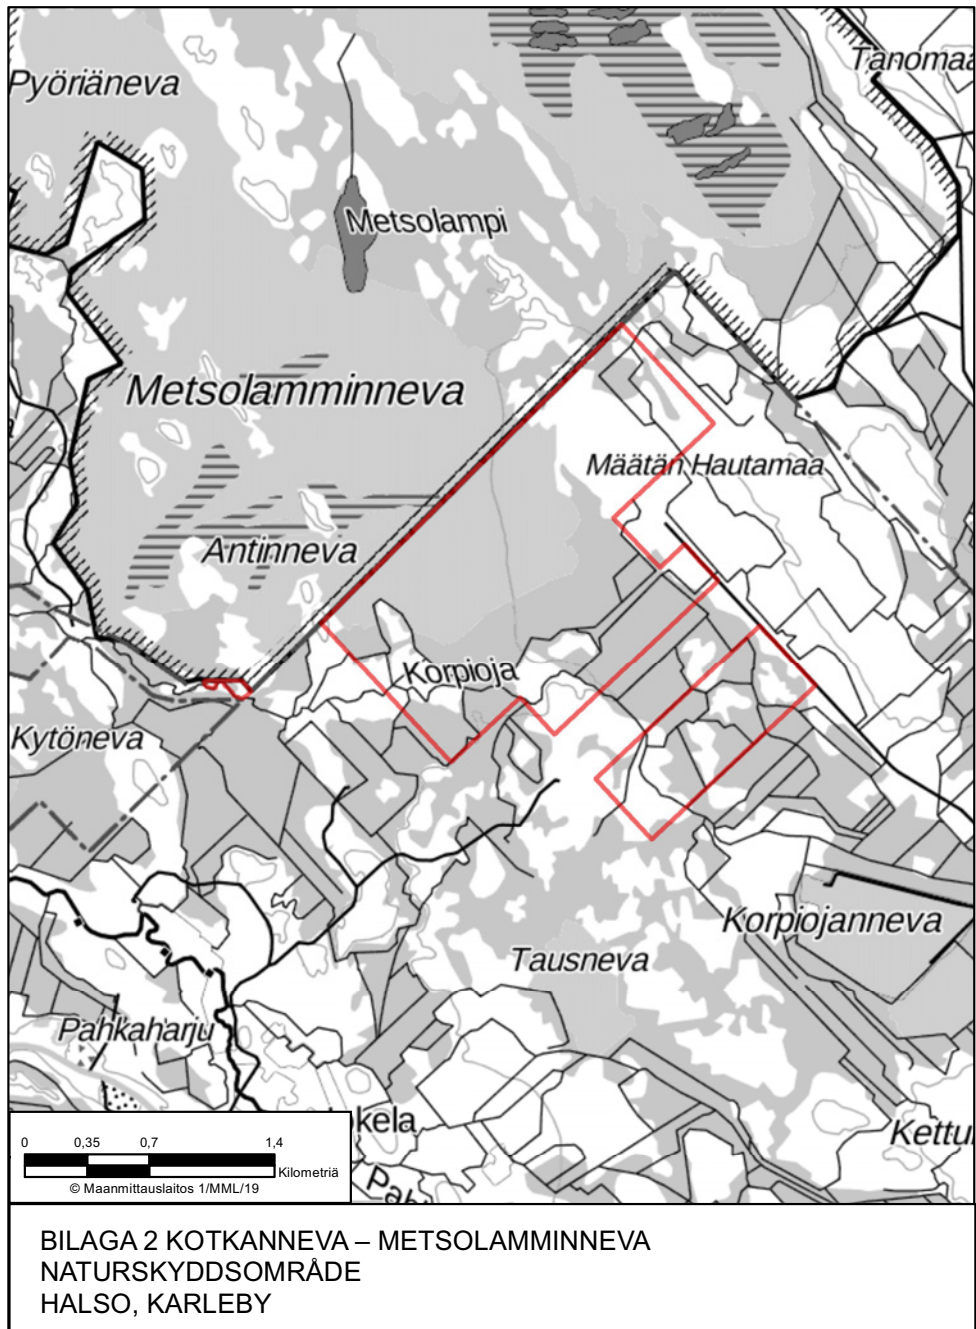 Tanomaa
Pyöriäneva
Metsolampi
Metsolamminneva
Määtän Hautamaa
Antinneva
Korpioja
Kytöneva
Korpiojanneva
Tausneva
Pahkaharju
kela
Kettu
Pah
0 0,35 0,7 1,4
Kilometriä
© Maanmittauslaitos 1/MML/19
BILAGA 2 KOTKANNEVA – METSOLAMMINNEVA
NATURSKYDDSOMRÅDE
HALSO, KARLEBY